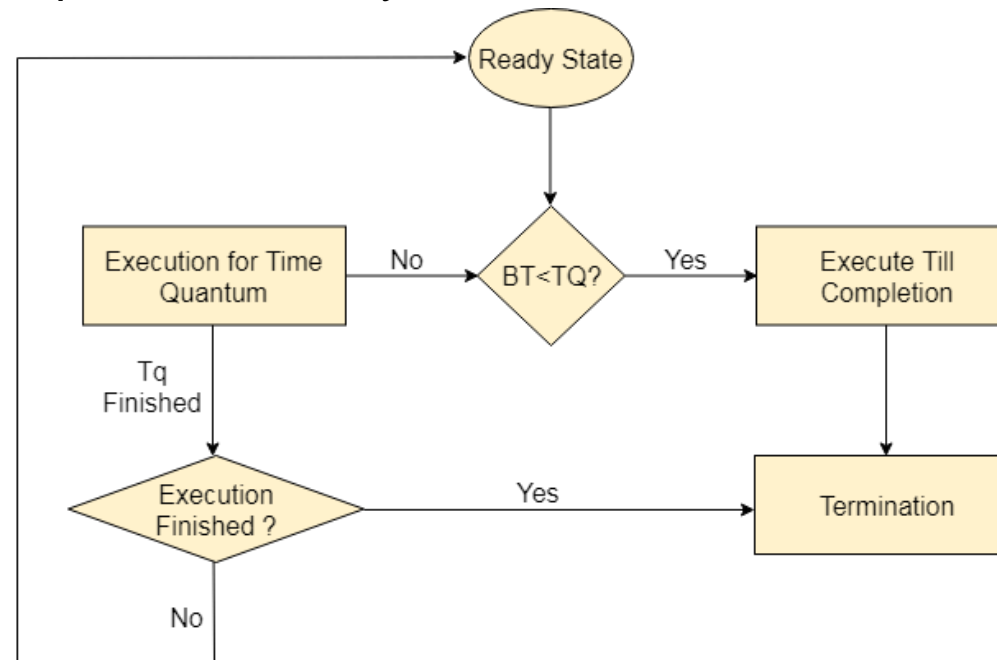 Ready State
Execution for Time
Quantum
No
BT<TQ?
Yes
Execute Till
Completion
Tq
Finished
Execution
Finished ?
Yes
Termination
No